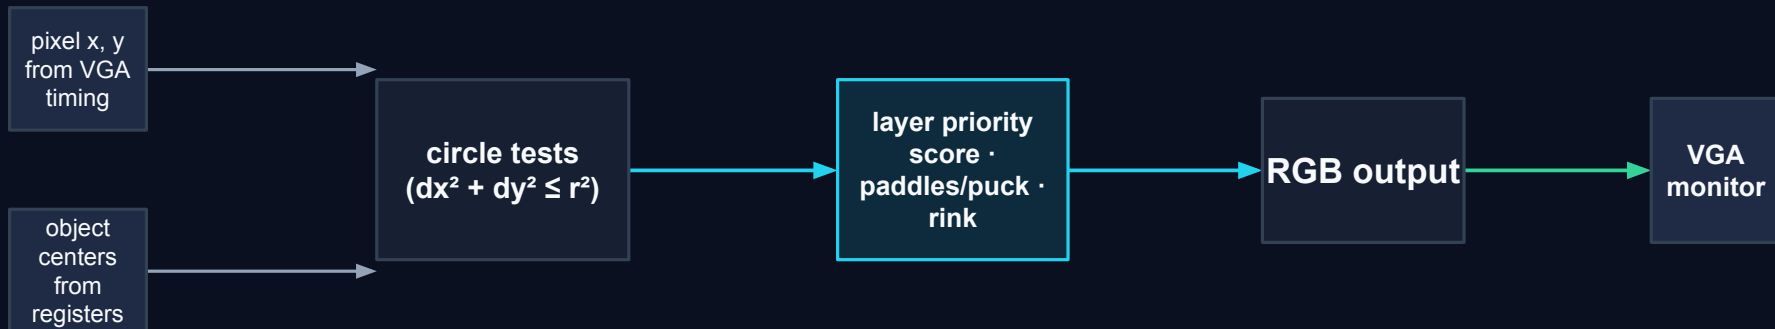 pixel x, y
from VGA
timing
object
centers
from
registers
circle tests
(dx² + dy² ≤ r²)
layer priority
score ·
paddles/puck ·
rink
RGB output
VGA
monitor